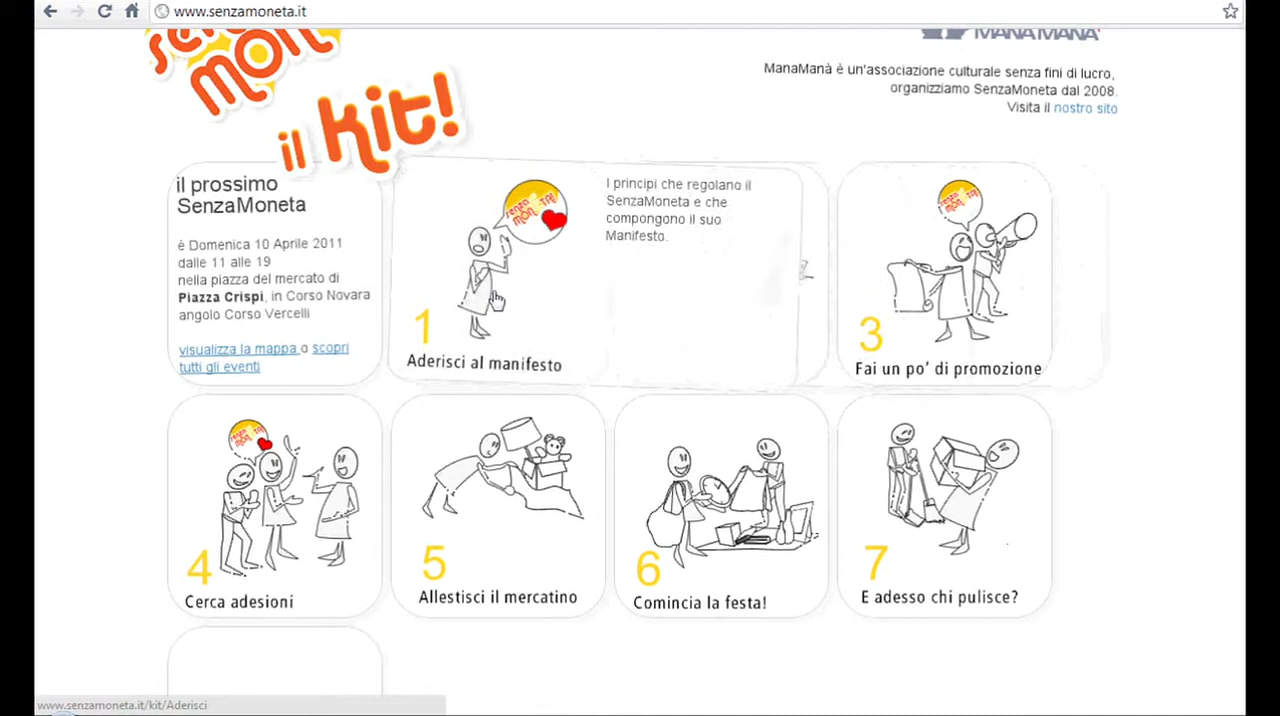 www.senzamoneta.it
il kit!
MANAMANÀ
ManaManà è un'associazione culturale senza fini di lucro,
organizziamo SenzaMoneta dal 2008.
Visita il nostro sito
il prossimo
SenzaMoneta
é Domenica 10 Aprile 2011
dalle 11 alle 19
nella piazza del mercato di
Piazza Crispi, in Corso Novara
angolo Corso Vercelli
visualizza la mappa o scopri
tutti gli eventi
senza
moneta
1
Aderisci al manifesto
I principi che regolano il
SenzaMoneta e che
compongono il suo
Manifesto.
3
Fai un po' di promozione
4
Cerca adesioni
5
Allestisci il mercatino
6
Comincia la festa!
7
E adesso chi pulisce?
www.senzamoneta.it/kit/Aderisci